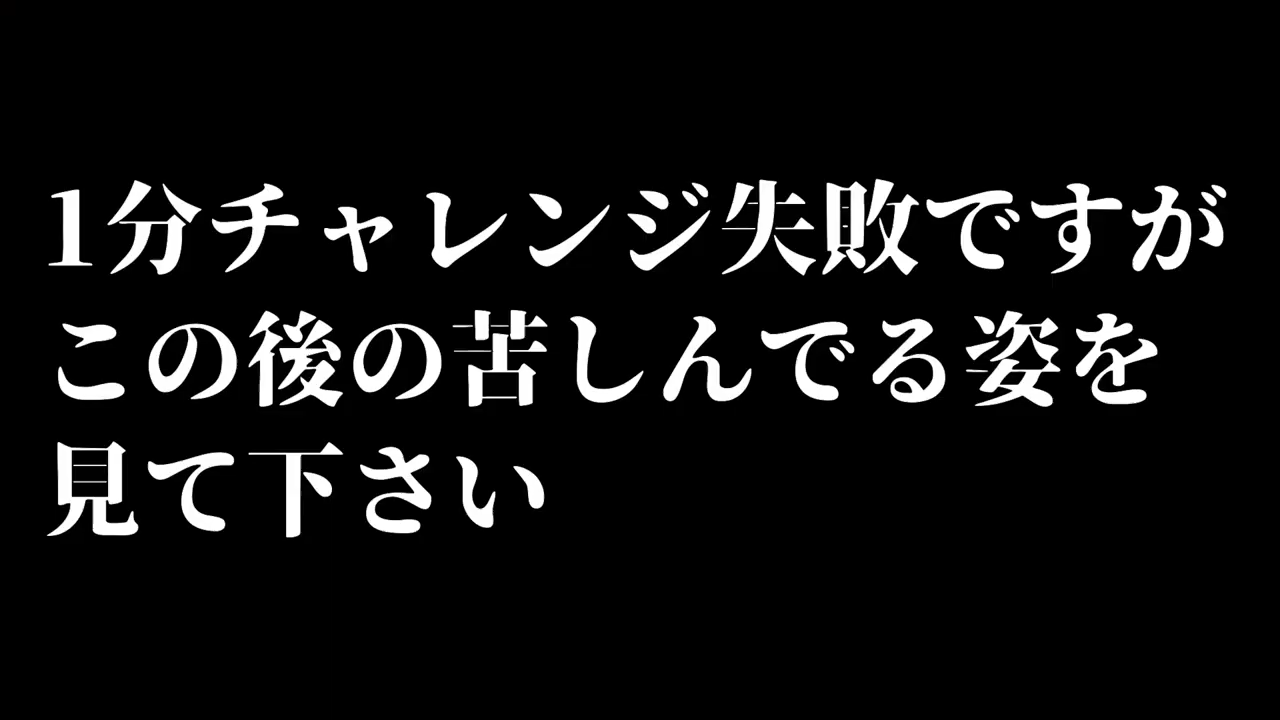 1分チャレンジ失敗ですが
この後の苦しんでる姿を
見て下さい